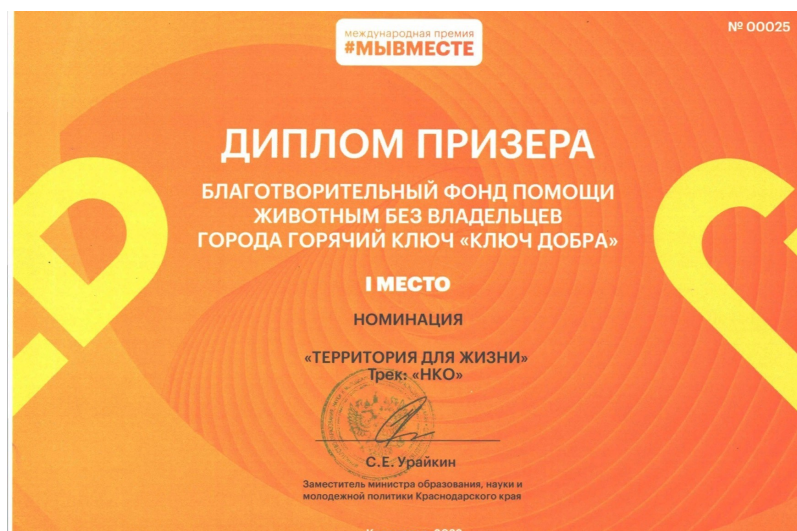 № 00025
международная премия
#МЫВМЕСТЕ
ДИПЛОМ ПРИЗЕРА
БЛАГОТВОРИТЕЛЬНЫЙ ФОНД ПОМОЩИ
ЖИВОТНЫМ БЕЗ ВЛАДЕЛЬЦЕВ
ГОРОДА ГОРЯЧИЙ КЛЮЧ «КЛЮЧ ДОБРА»
I МЕСТО
НОМИНАЦИЯ
«ТЕРРИТОРИЯ ДЛЯ ЖИЗНИ»
Трек: «НКО»
С.Е. Урайкин
Заместитель министра образования, науки и
молодежной политики Краснодарского края